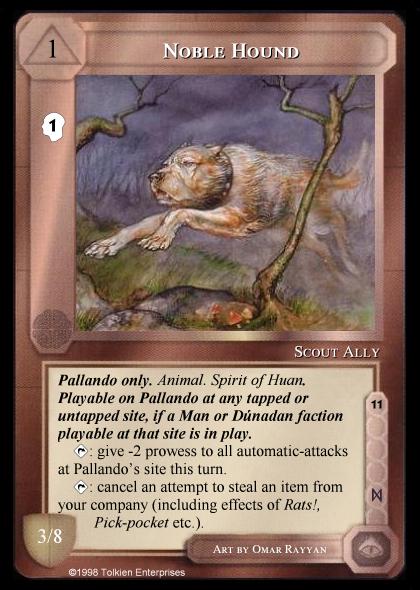 1
NOBLE HOUND
1
SCOUT ALLY
Pallando only. Animal. Spirit of Huan.
Playable on Pallando at any tapped or
untapped site, if a Man or Dúnadan faction
playable at that site is in play.
: give -2 prowess to all automatic-attacks
at Pallando's site this turn.
: cancel an attempt to steal an item from
your company (including effects of Rats!,
Pick-pocket etc.).
11
3/8
ART BY OMAR RAYYAN
©1998 Tolkien Enterprises